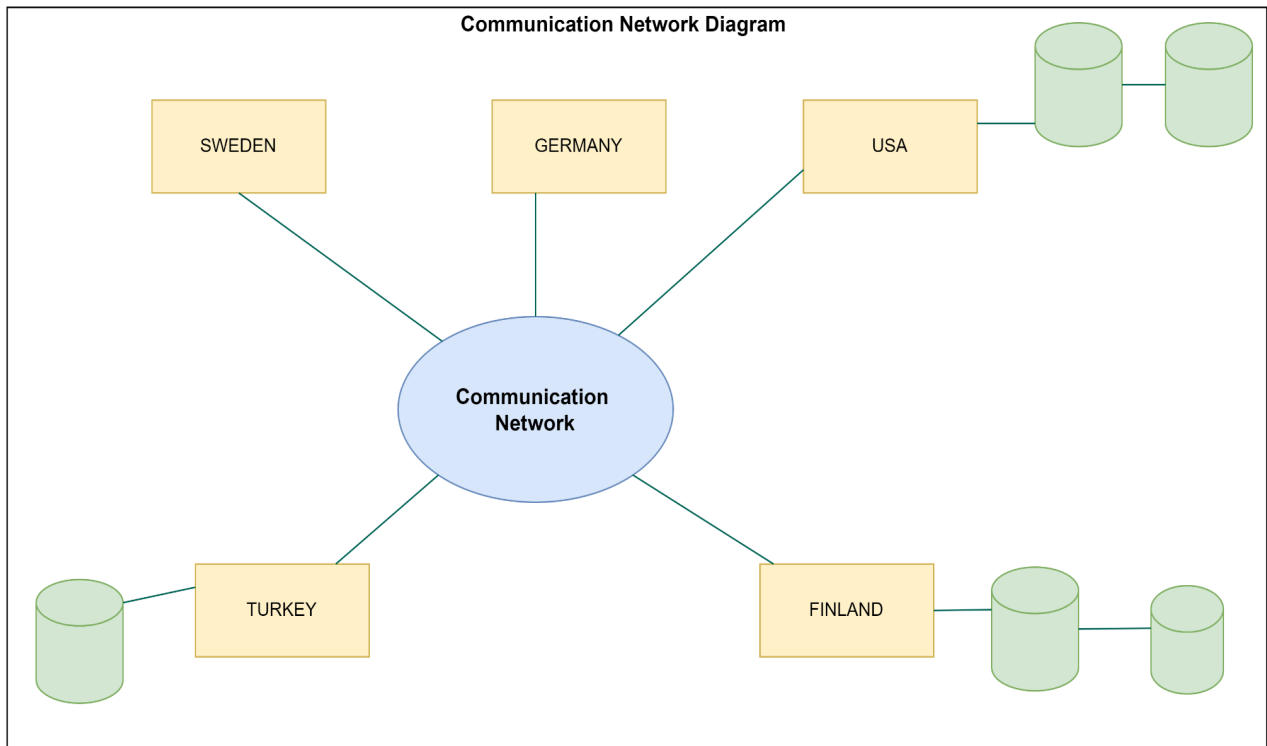 Communication Network Diagram
SWEDEN
GERMANY
USA
Communication
Network
TURKEY
FINLAND